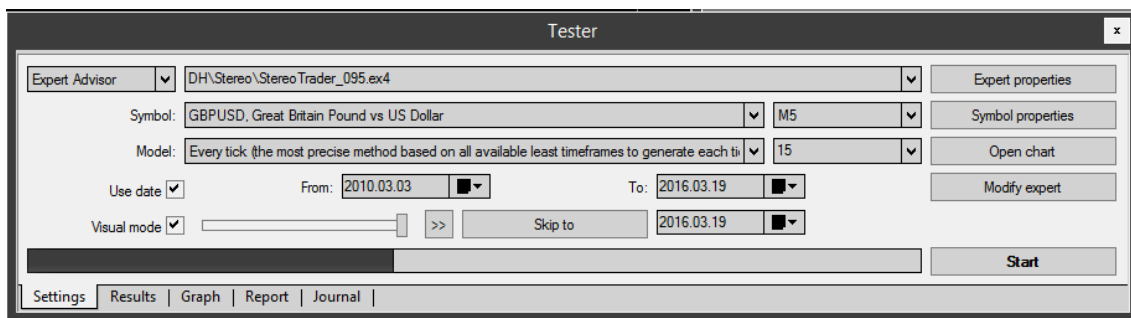 Tester
x
Expert Advisor DH\Stereo\StereoTrader_095.ex4 Expert properties
Symbol: GBPUSD, Great Britain Pound vs US Dollar M5 Symbol properties
Model: Every tick (the most precise method based on all available least timeframes to generate each ti 15 Open chart
Use date From: 2010.03.03 To: 2016.03.19 Modify expert
Visual mode >> Skip to 2016.03.19
Start
Settings Results Graph Report Journal